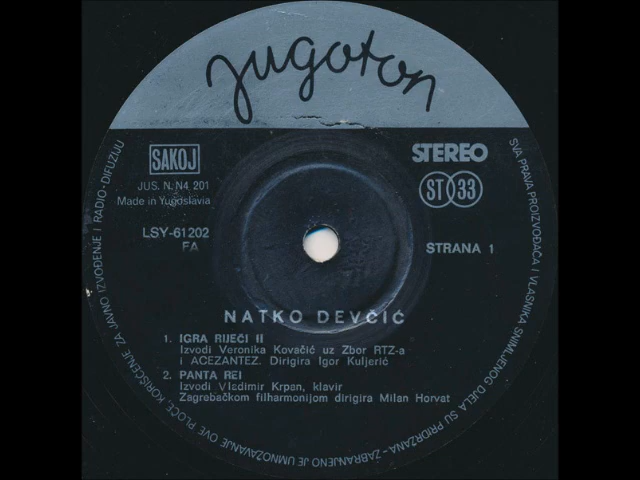 jugoton
SAKOJ
STEREO
JUS. N. N4. 201
Made in Yugoslavia
ST 33
LSY-61202
FA
STRANA 1
NATKO DEVČIĆ
1. IGRA RIJEČI II
Izvodi Veronika Kovačić uz Zbor RTZ-a
i ACEZANTEZ. Dirigira Igor Kuljerić
2. PANTA REI
Izvodi Vladimir Krpan, klavir
Zagrebačkom filharmonijom dirigira Milan Horvat
SVA PRAVA PROIZVOĐAČA I VLASNIKA SNIMLJENOG DJELA SU PRIDRŽANA - ZABRANJENO JE UMNOŽAVANJE OVE PLOČE, KORIŠĆENJE ZA JAVNO IZVOĐENJE I RADIO-DIFUZIJU